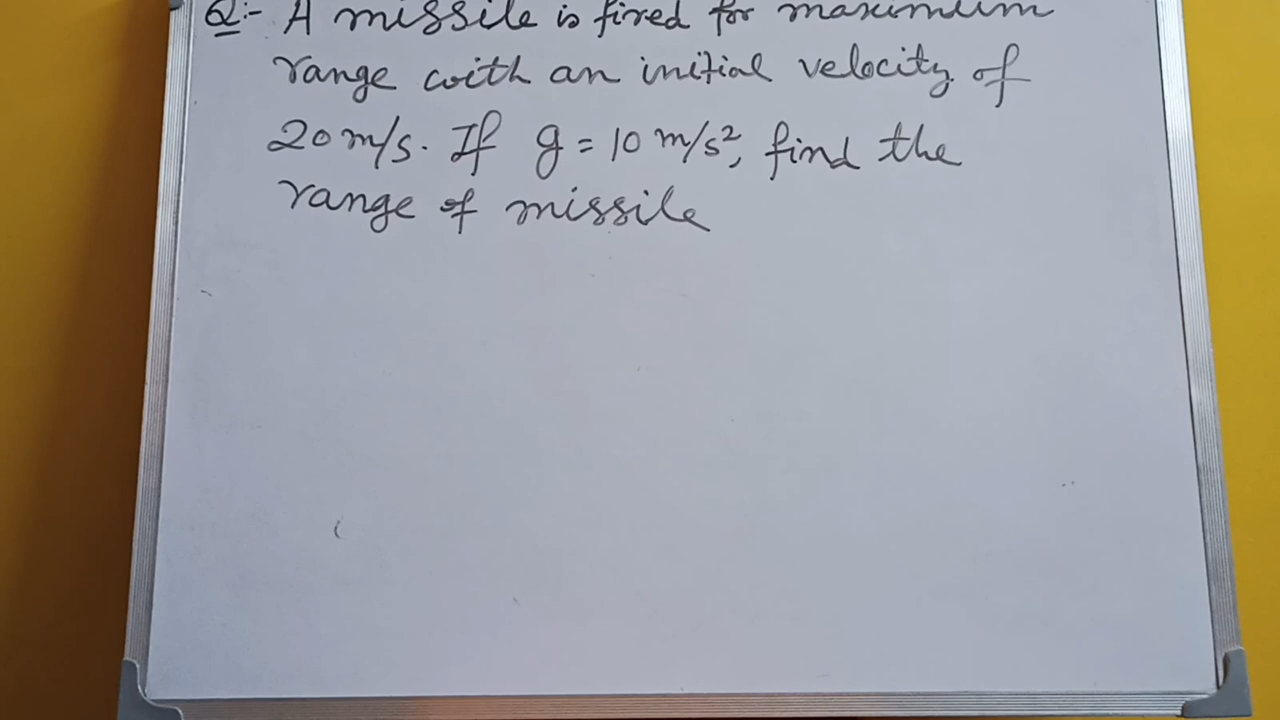 Q:- A missile is fired for maximum
range with an initial velocity of
20 m/s. If g = 10 m/s², find the
range of missile